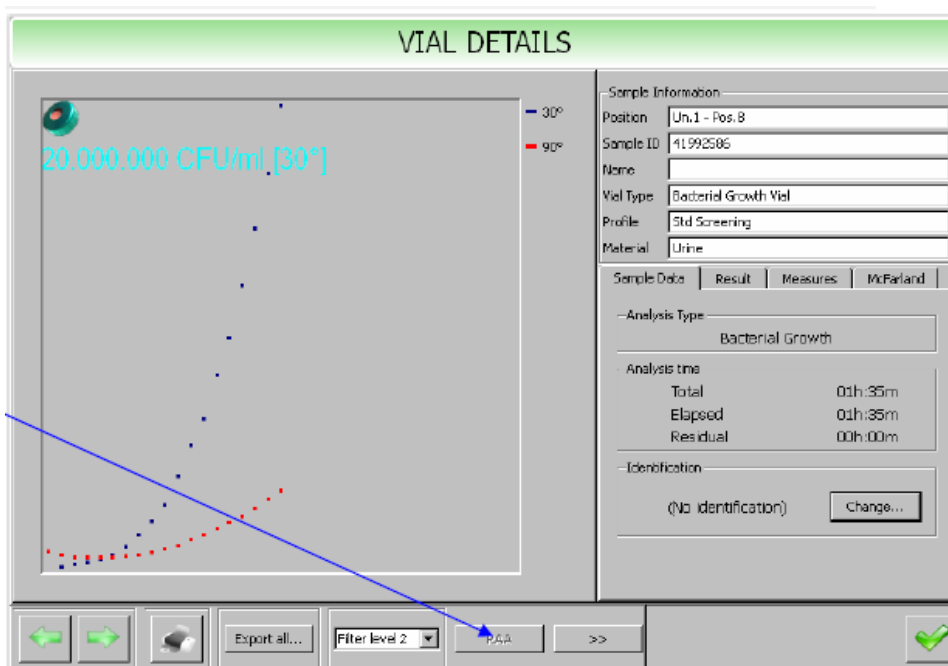 VIAL DETAILS
20.000.000 CFU/ml [30°]
30°
90°
Sample Information
Position Un.1 - Pos.8
Sample ID 41992586
Name
Vial Type Bacterial Growth Vial
Profile Std Screening
Material Urine
Sample Data Result Measures McFarland
Analysis Type
Bacterial Growth
Analysis time
Total 01h:35m
Elapsed 01h:35m
Residual 00h:00m
Identification
(No identification) Change...
Export all... Filter level 2 RAA >>